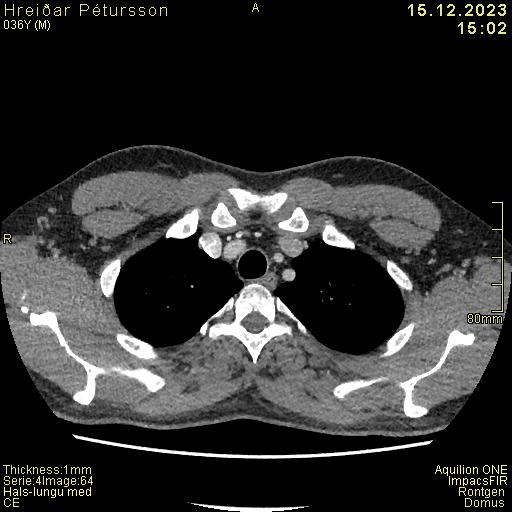 Hreiðar Pétursson
036Y (M)
A
15.12.2023
15:02
R
80mm
Thickness:1mm
Serie:4Image:64
Hals-lungu med
CE
Aquilion ONE
ImpacsFIR
Rontgen
Domus